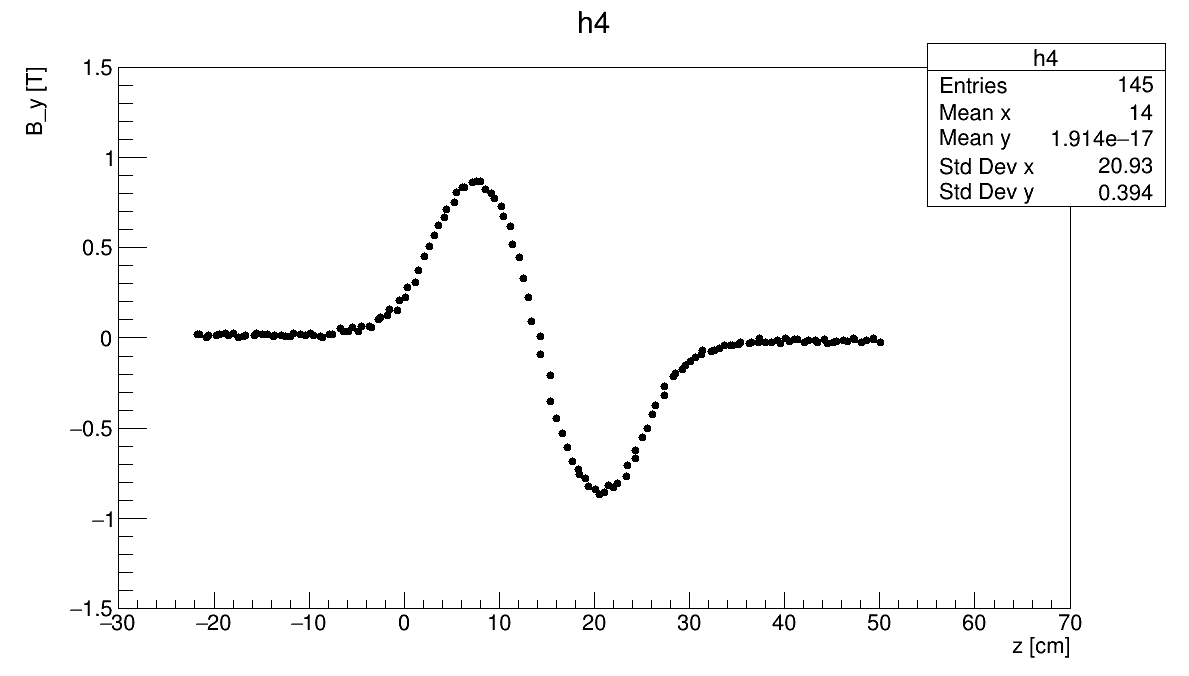 h4
B_y [T]
h4
Entries 145
Mean x 14
Mean y 1.914e−17
Std Dev x 20.93
Std Dev y 0.394
1.5
1
0.5
0
−0.5
−1
−1.5
−30 −20 −10 0 10 20 30 40 50 60 70
z [cm]